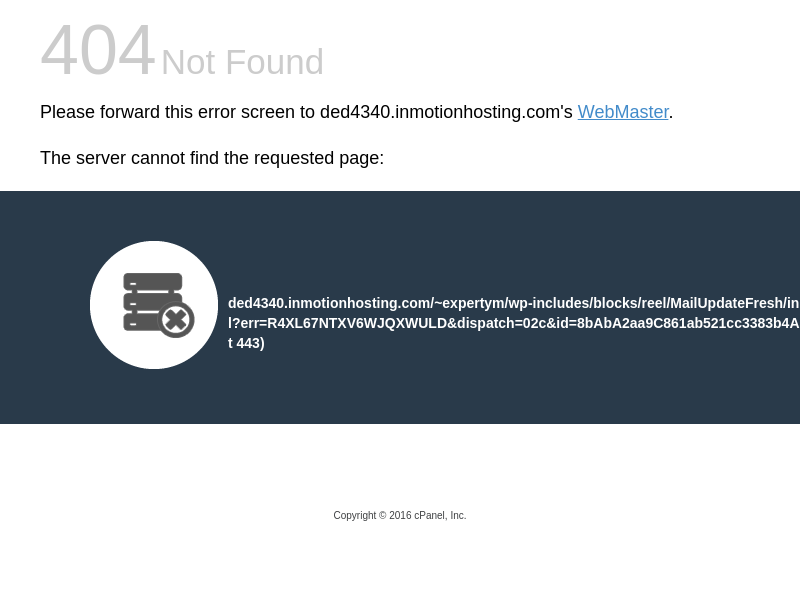 404 Not Found
Please forward this error screen to ded4340.inmotionhosting.com's WebMaster.
The server cannot find the requested page:
ded4340.inmotionhosting.com/~expertym/wp-includes/blocks/reel/MailUpdateFresh/in
l?err=R4XL67NTXV6WJQXWULD&dispatch=02c&id=8bAbA2aa9C861ab521cc3383b4A
t 443)
Copyright © 2016 cPanel, Inc.